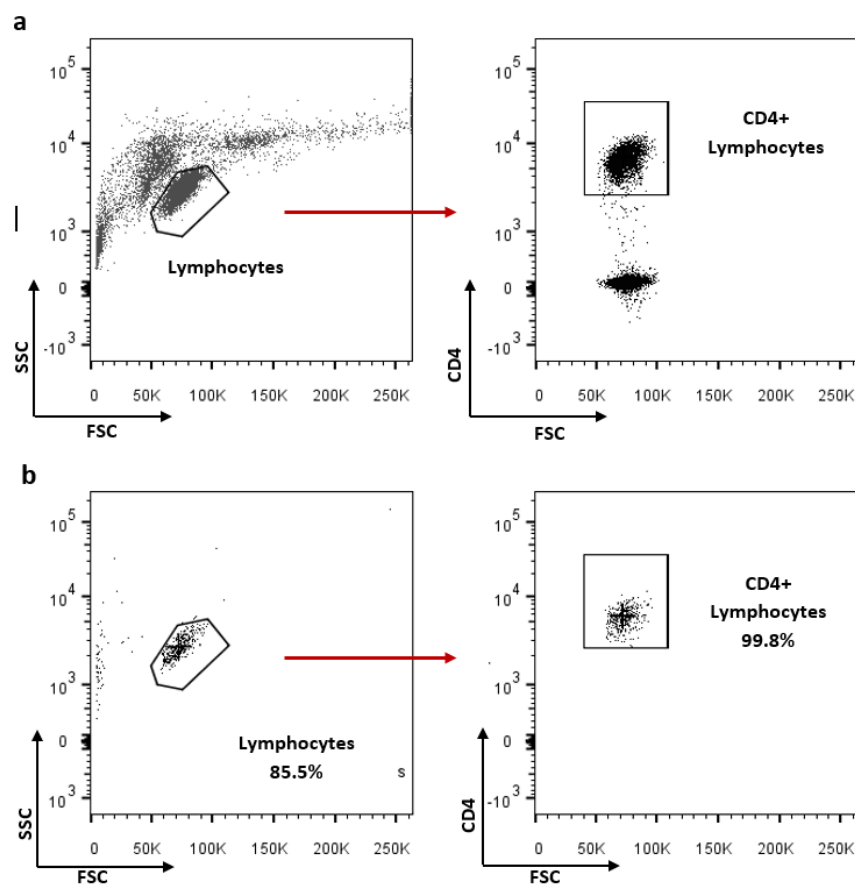 a
10^5
10^4
10^3
0
-10^3
SSC
0 50K 100K 150K 200K 250K
FSC
Lymphocytes
10^5
10^4
10^3
0
-10^3
CD4
0 50K 100K 150K 200K 250K
FSC
CD4+
Lymphocytes
b
10^5
10^4
10^3
0
10^3
SSC
0 50K 100K 150K 200K 250K
FSC
Lymphocytes
85.5%
s
10^5
10^4
10^3
0
-10^3
CD4
0 50K 100K 150K 200K 250K
FSC
CD4+
Lymphocytes
99.8%